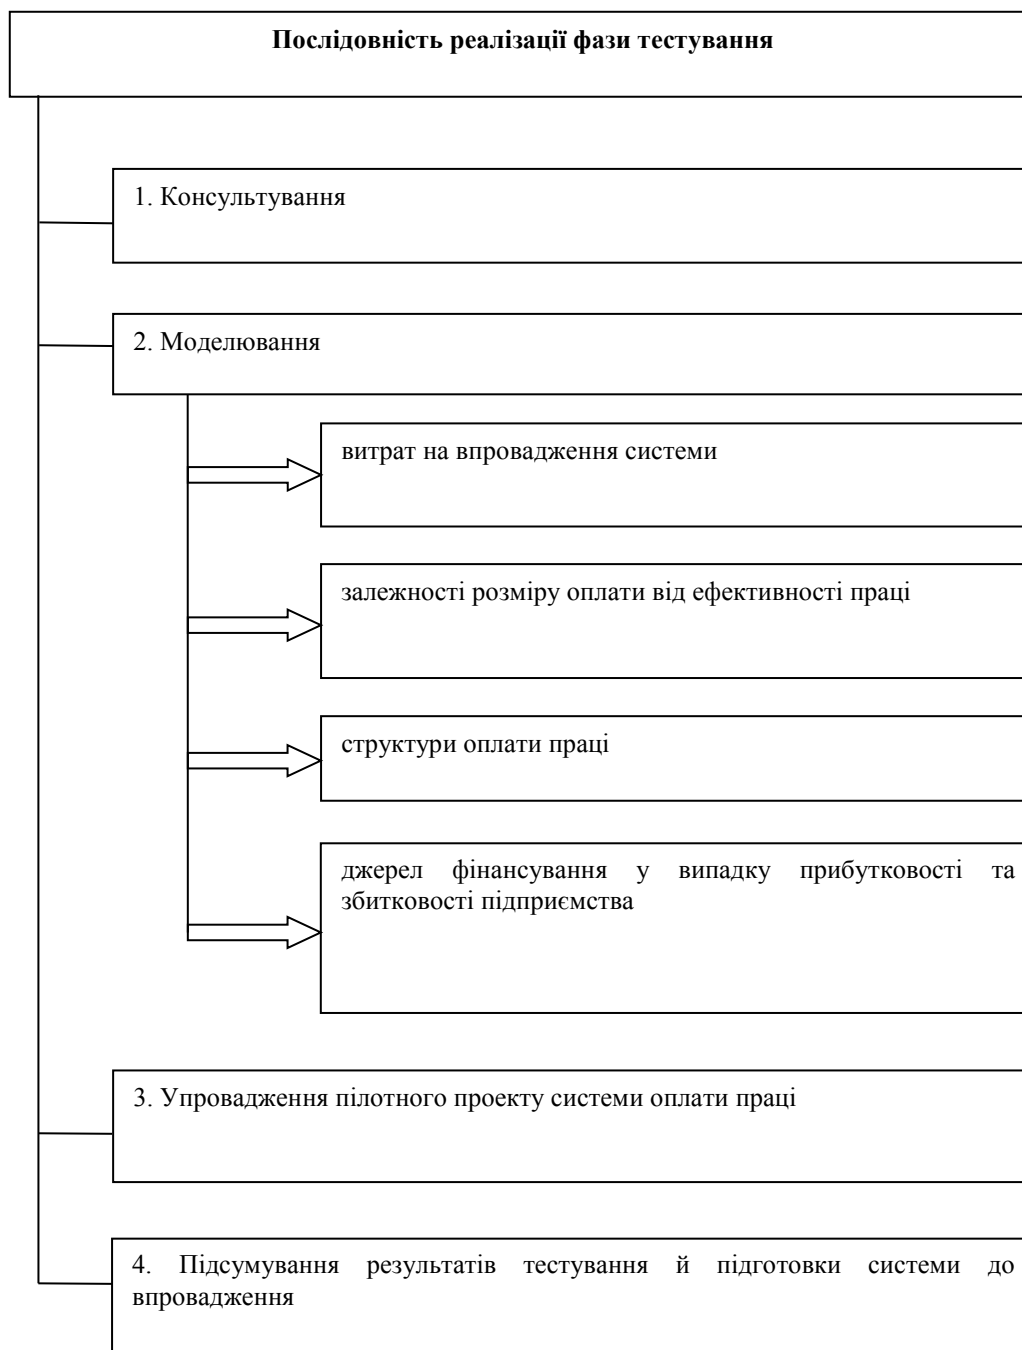 Послідовність реалізації фази тестування
1. Консультування
2. Моделювання
витрат на впровадження системи
залежності розміру оплати від ефективності праці
структури оплати праці
джерел фінансування у випадку прибутковості та
збитковості підприємства
3. Упровадження пілотного проекту системи оплати праці
4. Підсумування результатів тестування й підготовки системи до
впровадження